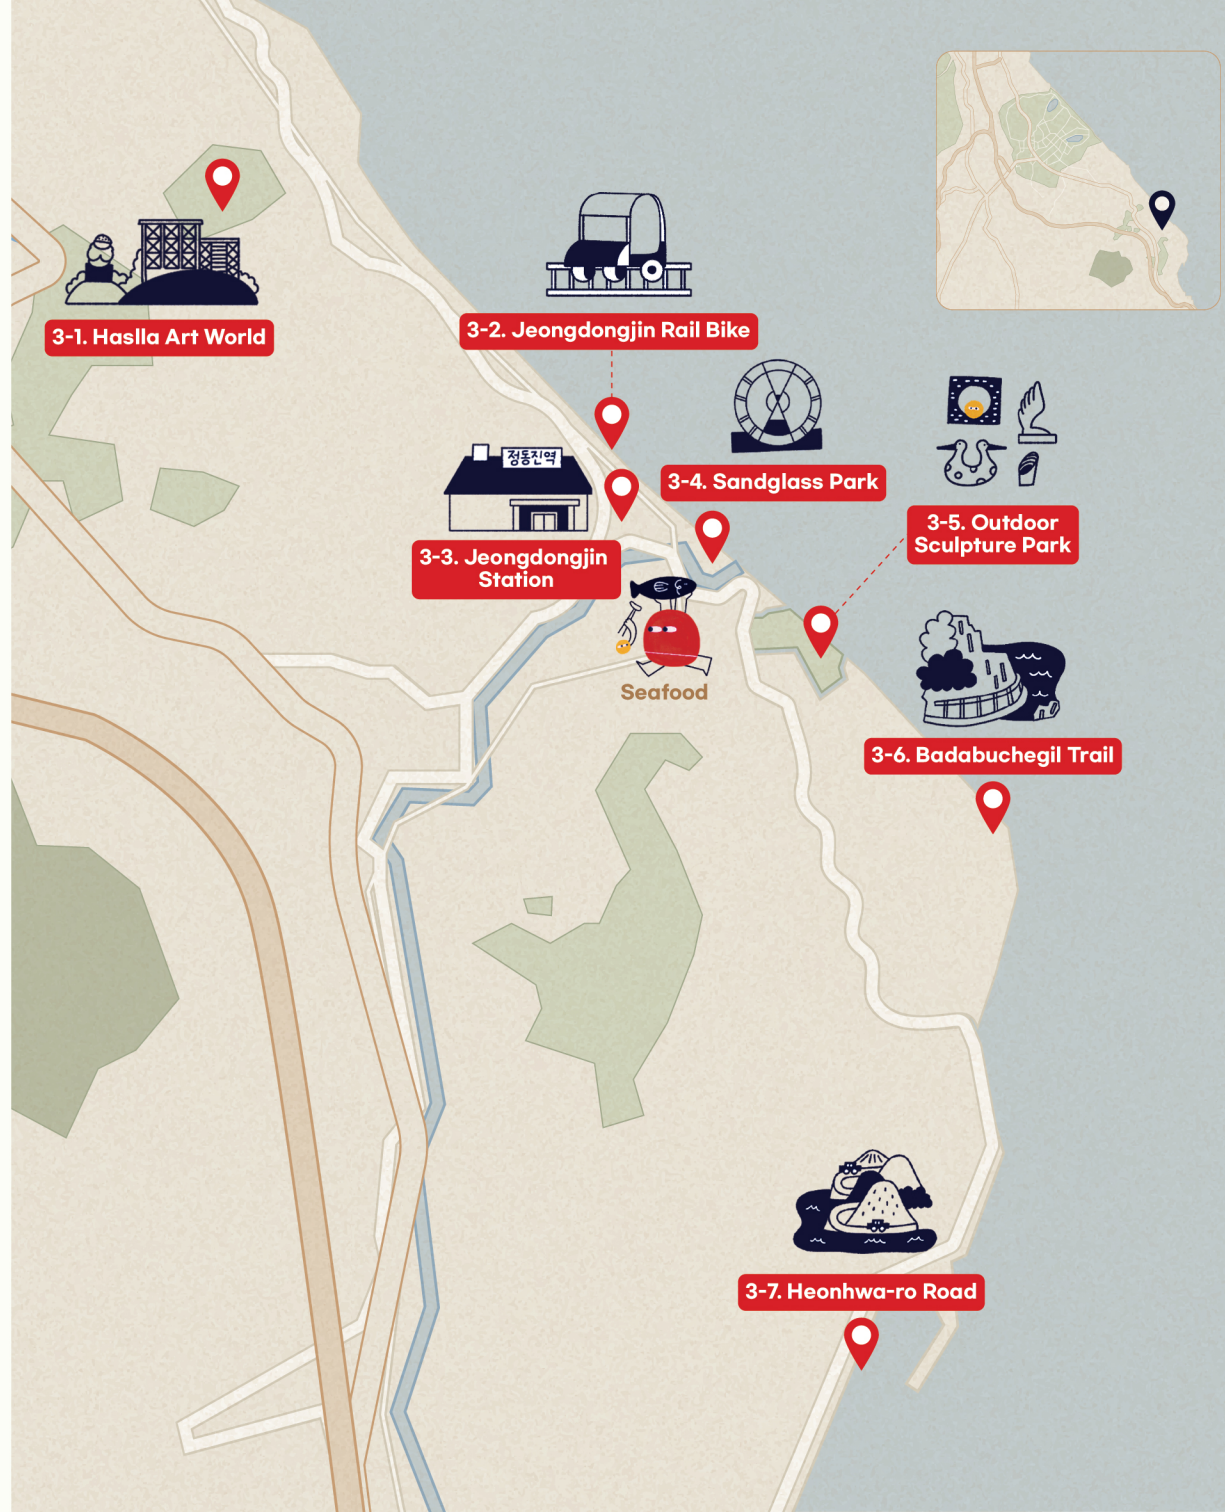 3-1. Haslla Art World
3-2. Jeongdongjin Rail Bike
정동진역
3-3. Jeongdongjin
Station
3-4. Sandglass Park
3-5. Outdoor
Sculpture Park
Seafood
3-6. Badabuchegil Trail
3-7. Heonhwa-ro Road